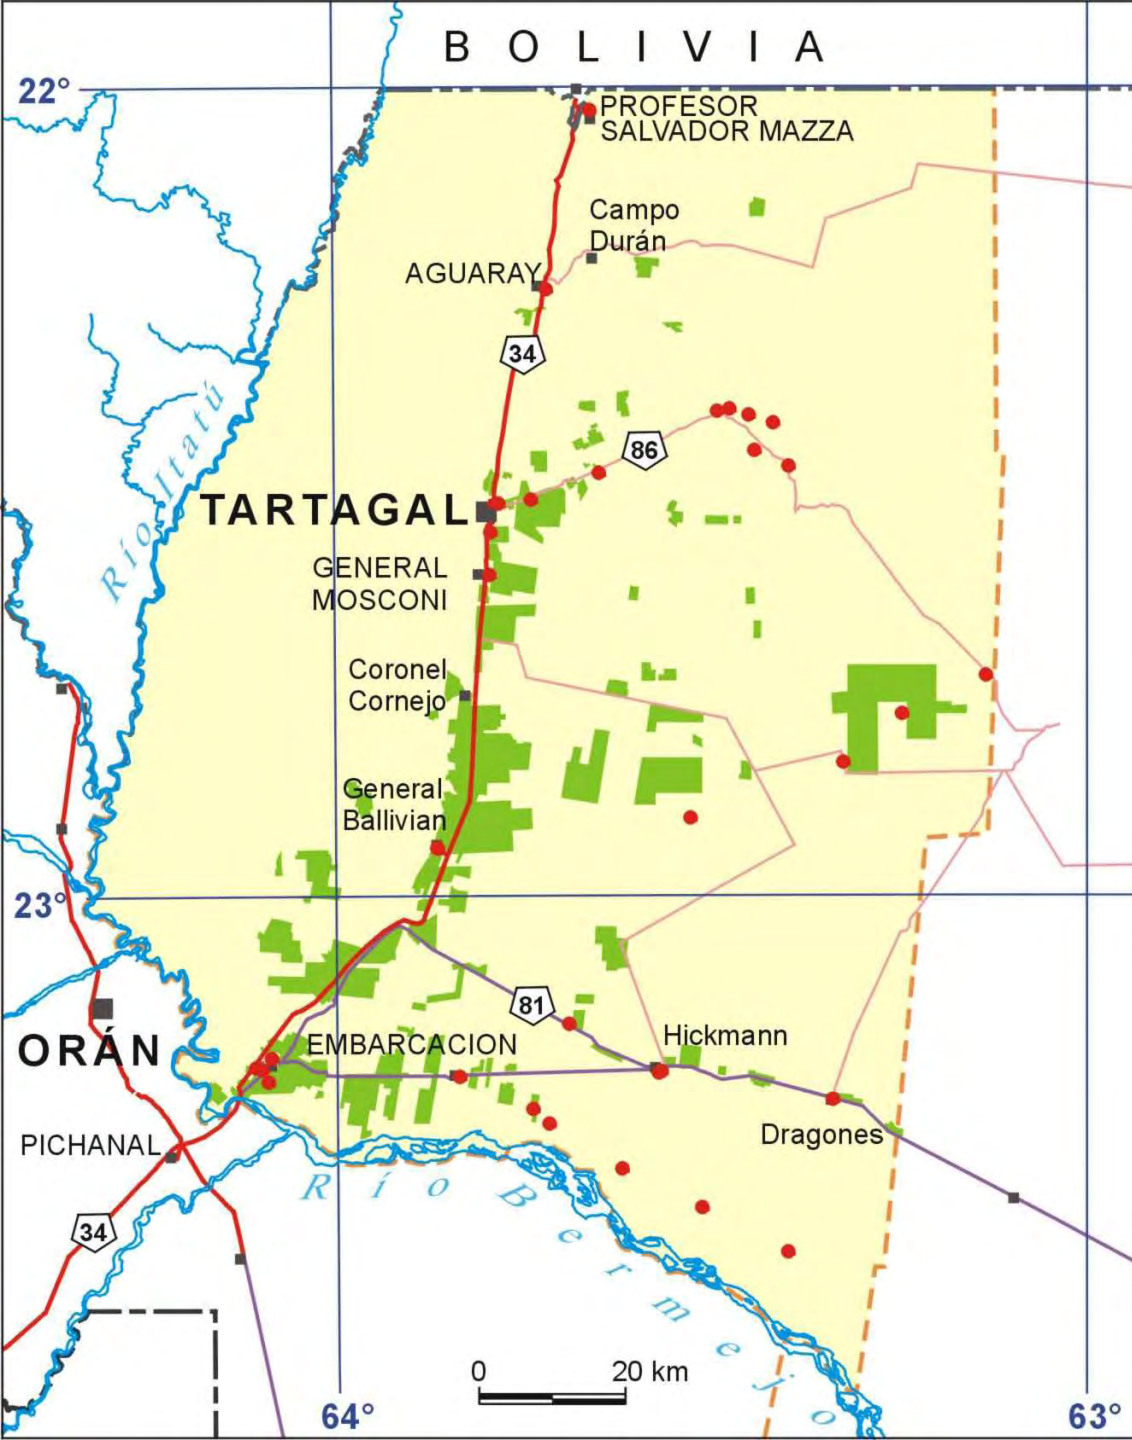 BOLIVIA
22°
PROFESOR
SALVADOR MAZZA
Campo
Durán
AGUARAY
34
Río Itatú
86
TARTAGAL
GENERAL
MOSCONI
Coronel
Cornejo
General
Ballivian
23°
81
ORÁN
EMBARCACION
Hickmann
PICHANAL
Dragones
Río Bermejo
34
0 20 km
64°
63°